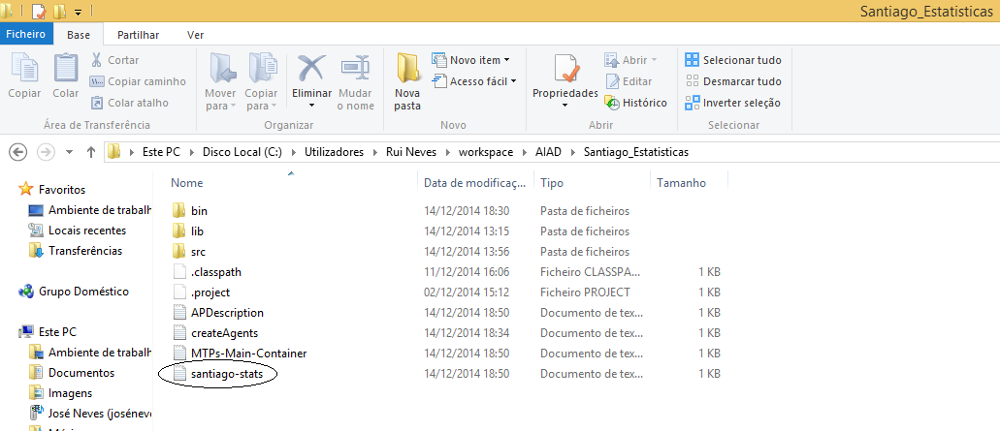 Santiago_Estatisticas
Ficheiro Base Partilhar Ver
Copiar
Colar
Cortar
Copiar caminho
Colar atalho
Área de Transferência
Mover para
Copiar para
Eliminar
Mudar o nome
Organizar
Nova pasta
Novo item
Acesso fácil
Novo
Propriedades
Abrir
Editar
Histórico
Abrir
Selecionar tudo
Desmarcar tudo
Inverter seleção
Selecionar
Este PC Disco Local (C:) Utilizadores Rui Neves workspace AIAD Santiago_Estatisticas
Favoritos
Ambiente de trabalh
Locais recentes
Transferências
Grupo Doméstico
Este PC
Ambiente de trabalh
Documentos
Imagens
José Neves (joséneve
Nome Data de modificaç... Tipo Tamanho
bin 14/12/2014 18:30 Pasta de ficheiros
lib 14/12/2014 13:15 Pasta de ficheiros
src 14/12/2014 13:56 Pasta de ficheiros
.classpath 11/12/2014 16:06 Ficheiro CLASSPA... 1 KB
.project 02/12/2014 15:12 Ficheiro PROJECT 1 KB
APDescription 14/12/2014 18:50 Documento de tex... 1 KB
createAgents 14/12/2014 18:34 Documento de tex... 1 KB
MTPs-Main-Container 14/12/2014 18:50 Documento de tex... 1 KB
santiago-stats 14/12/2014 18:50 Documento de tex... 1 KB